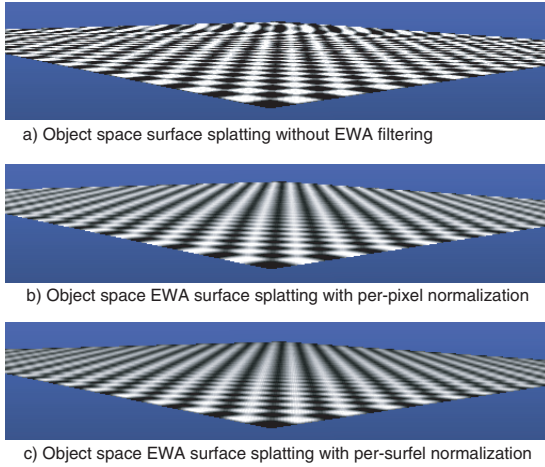 a) Object space surface splatting without EWA filtering
b) Object space EWA surface splatting with per-pixel normalization
c) Object space EWA surface splatting with per-surfel normalization